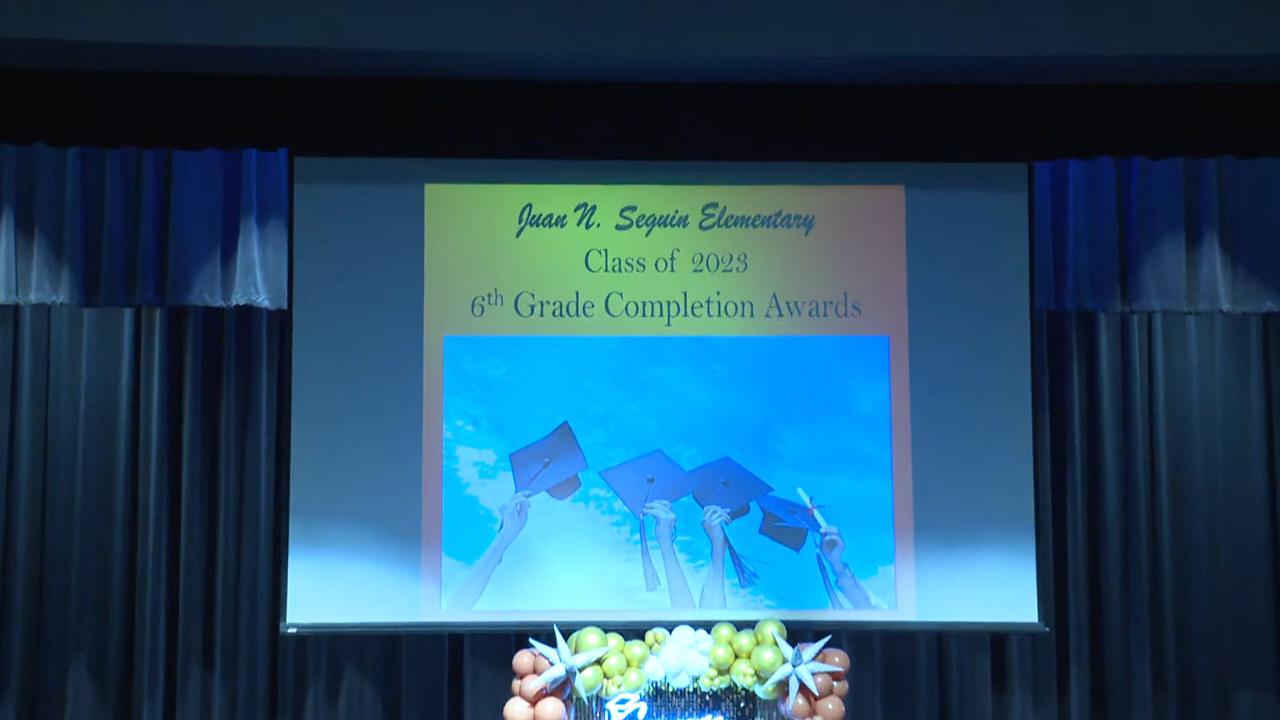 Juan N. Seguin Elementary
Class of 2023
6th Grade Completion Awards